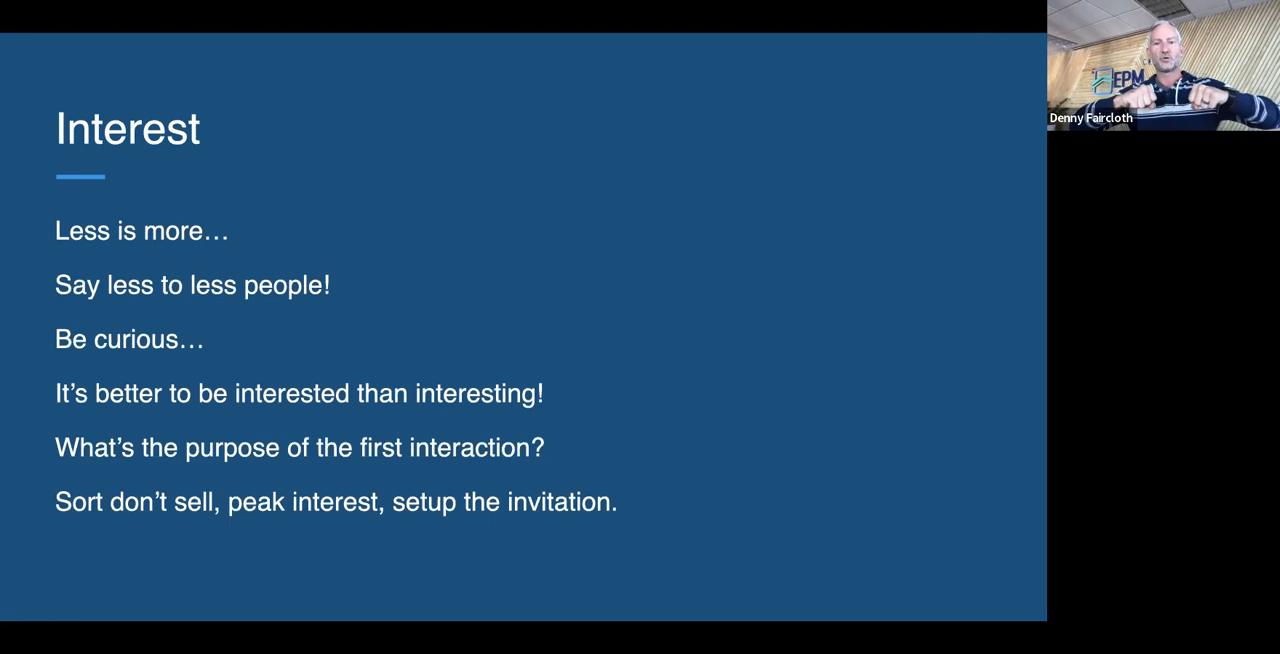 Interest
Less is more…
Say less to less people!
Be curious…
It’s better to be interested than interesting!
What’s the purpose of the first interaction?
Sort don’t sell, peak interest, setup the invitation.
EPM
Denny Faircloth